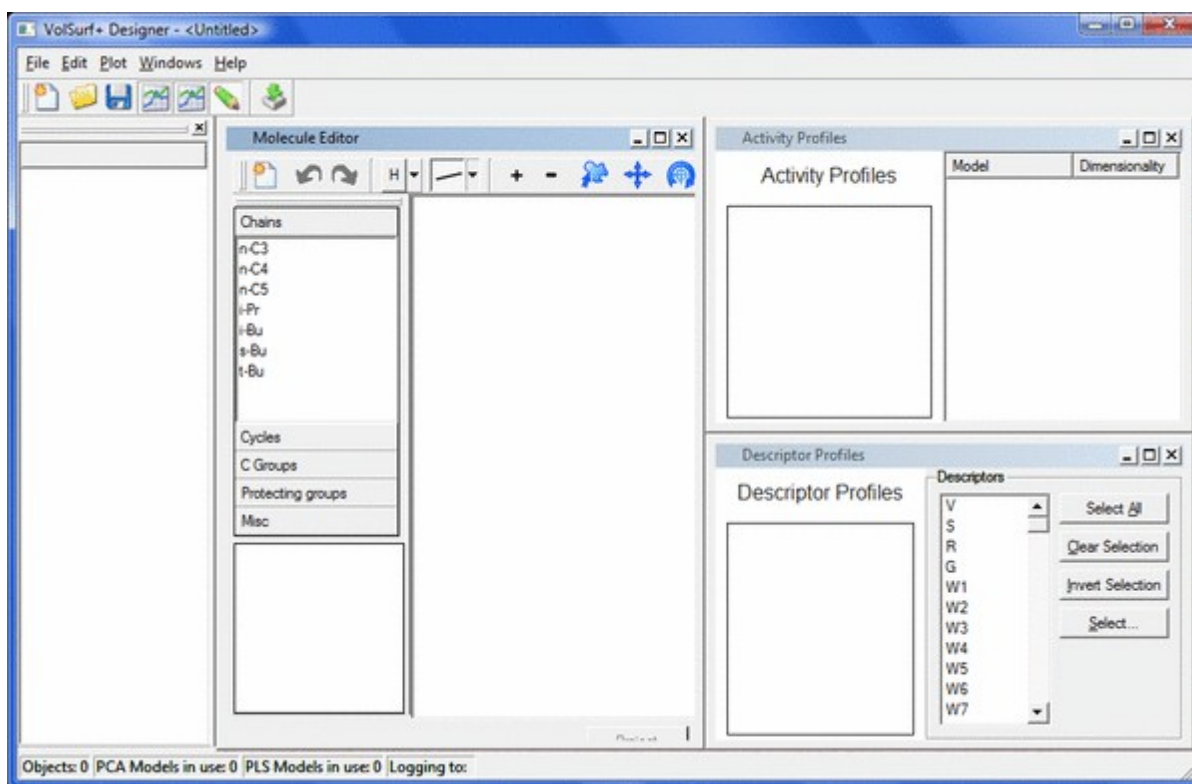 VolSurf+ Designer - <Untitled>
File Edit Plot Windows Help
Molecule Editor
H
+ -
Chains
n-C3
n-C4
n-C5
i-Pr
i-Bu
s-Bu
t-Bu
Cycles
C Groups
Protecting groups
Misc
Activity Profiles
Activity Profiles
Model Dimensionality
Descriptor Profiles
Descriptor Profiles
Descriptors
V
S
R
G
W1
W2
W3
W4
W5
W6
W7
Select All
Clear Selection
Invert Selection
Select...
Objects: 0 PCA Models in use: 0 PLS Models in use: 0 Logging to: